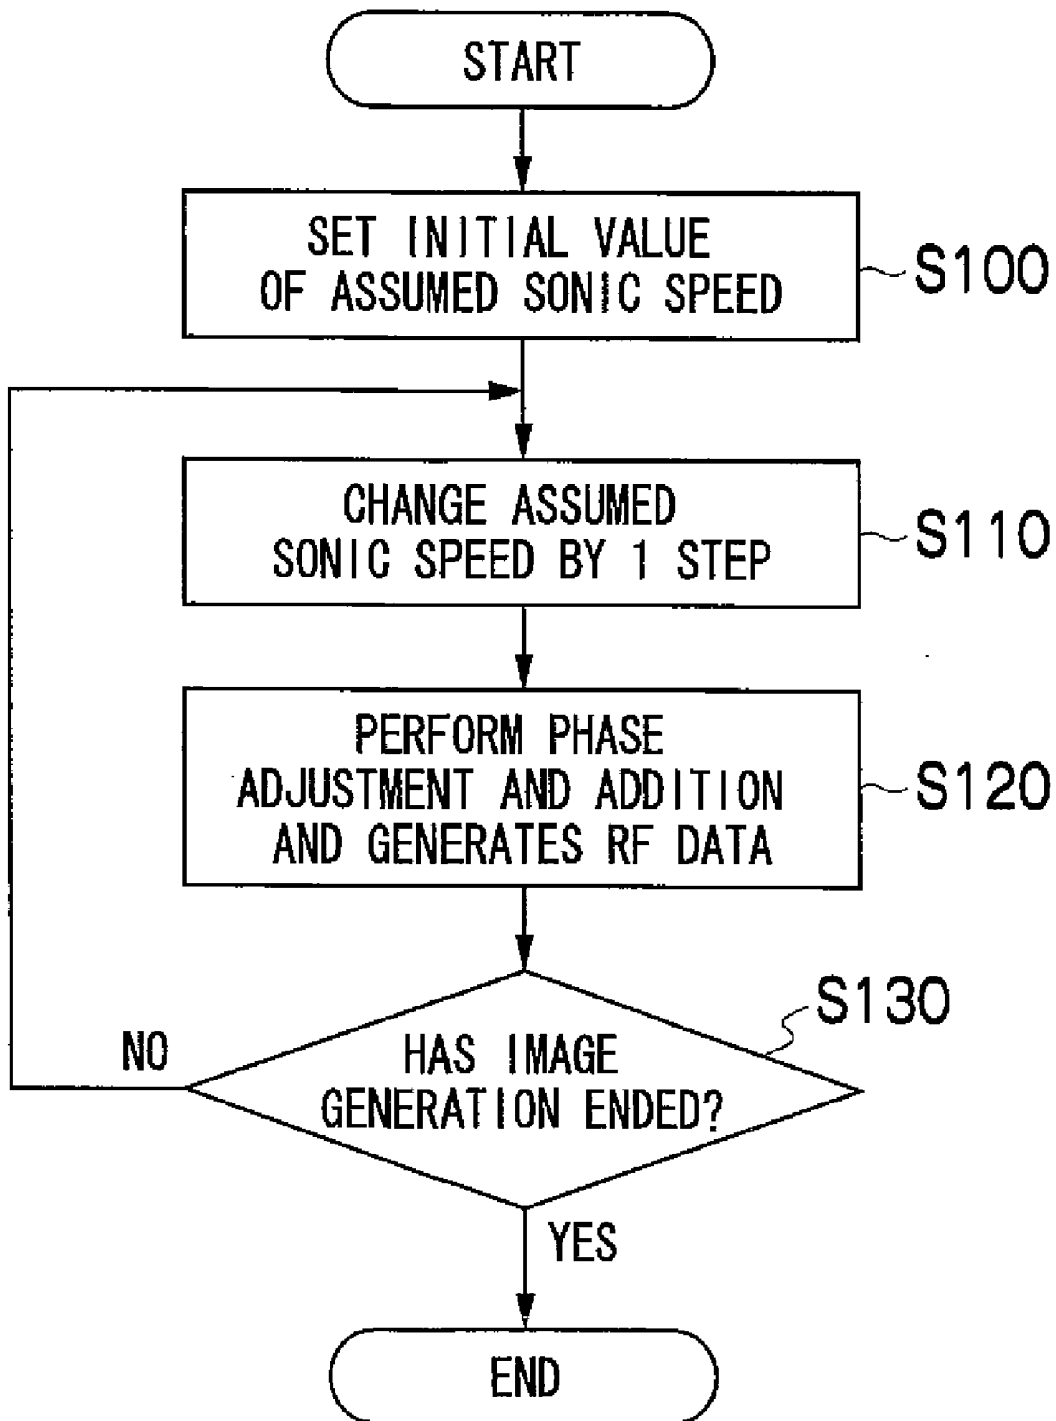 START
SET INITIAL VALUE
OF ASSUMED SONIC SPEED
S100
CHANGE ASSUMED
SONIC SPEED BY 1 STEP
S110
PERFORM PHASE
ADJUSTMENT AND ADDITION
AND GENERATES RF DATA
S120
S130
NO
HAS IMAGE
GENERATION ENDED?
YES
END